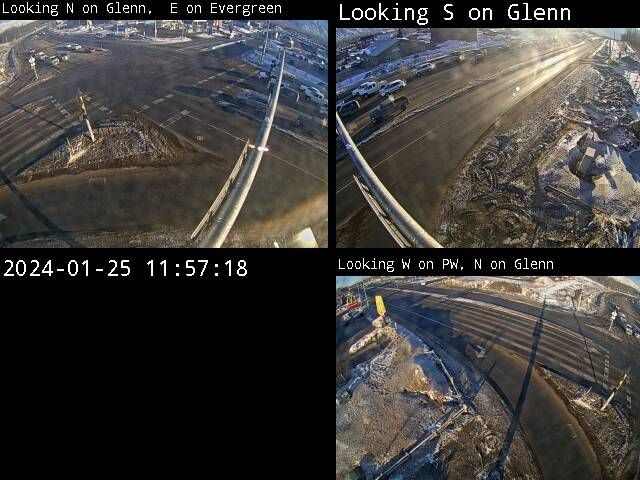 Looking N on Glenn, E on Evergreen
Looking S on Glenn
2024-01-25 11:57:18
Looking W on PW, N on Glenn